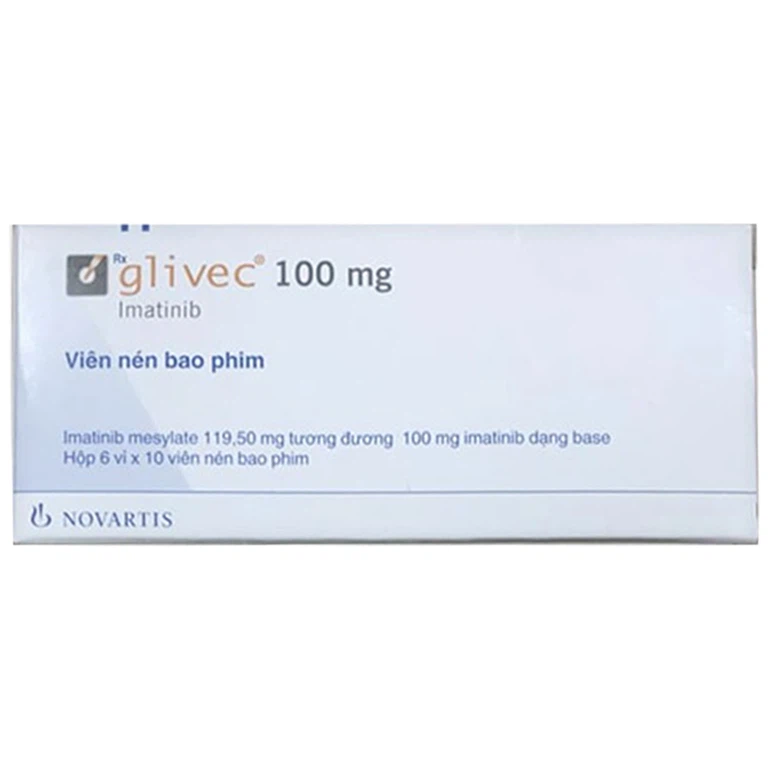 Rx glivec® 100 mg
Imatinib
Viên nén bao phim
Imatinib mesylate 119,50 mg tương đương 100 mg imatinib dạng base
Hộp 6 vỉ x 10 viên nén bao phim
NOVARTIS